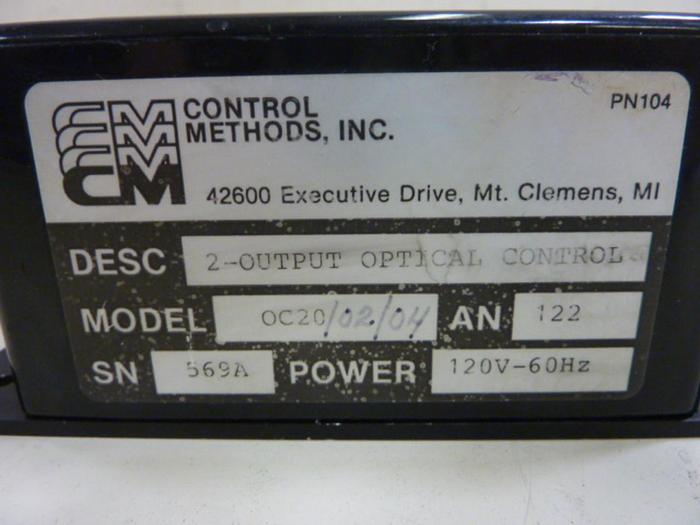 CM CONTROL
METHODS, INC.
PN104
42600 Executive Drive, Mt. Clemens, MI
DESC 2-OUTPUT OPTICAL CONTROL
MODEL OC20/02/04 AN 122
SN 569A POWER 120V-60Hz